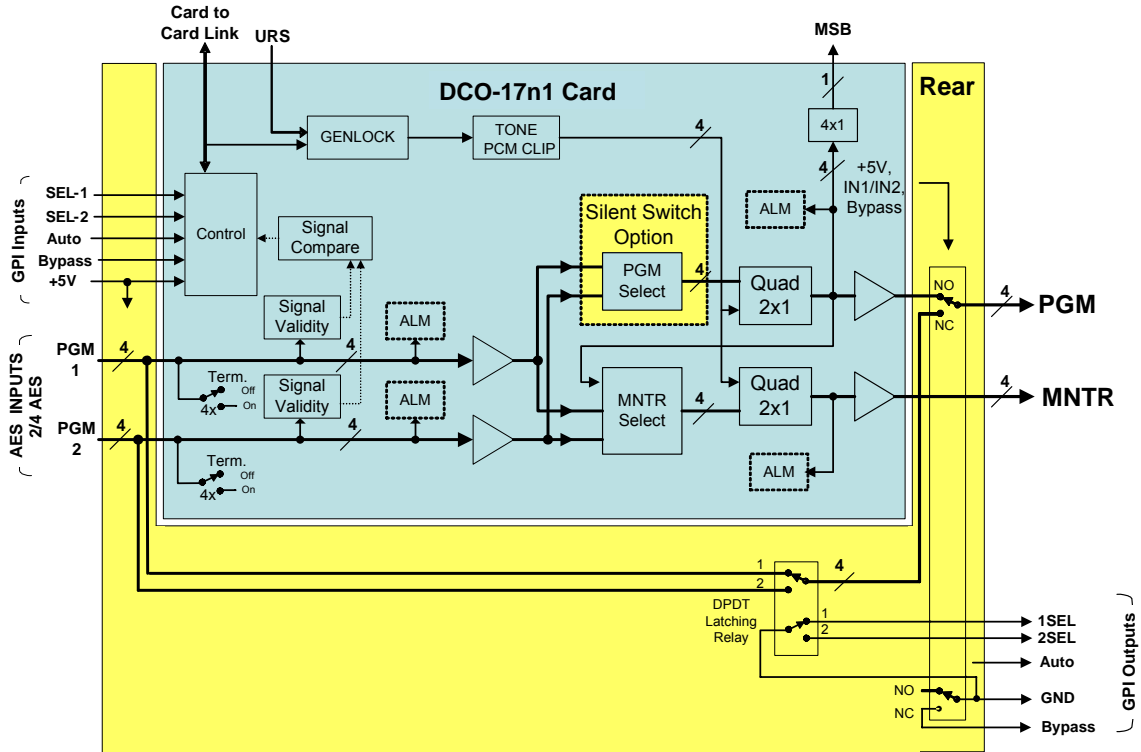 Card to
Card Link
URS
MSB
DCO-17n1 Card
Rear
1
4x1
GENLOCK
TONE
PCM CLIP
4
4
+5V,
IN1/IN2,
Bypass
GPI Inputs
SEL-1
SEL-2
Auto
Bypass
+5V
Control
Signal
Compare
Silent Switch
Option
ALM
PGM
Select
4
Quad
2x1
NO
NC
4
PGM
Signal
Validity
ALM
AES INPUTS
2/4 AES
PGM
1
4
4
Term.
Off
4x
On
Signal
Validity
ALM
MNTR
Select
4
Quad
2x1
4
MNTR
PGM
2
4
4
Term.
Off
4x
On
ALM
1
2
4
DPDT
Latching
Relay
1
2
1SEL
2SEL
Auto
NO
NC
GND
Bypass
GPI Outputs